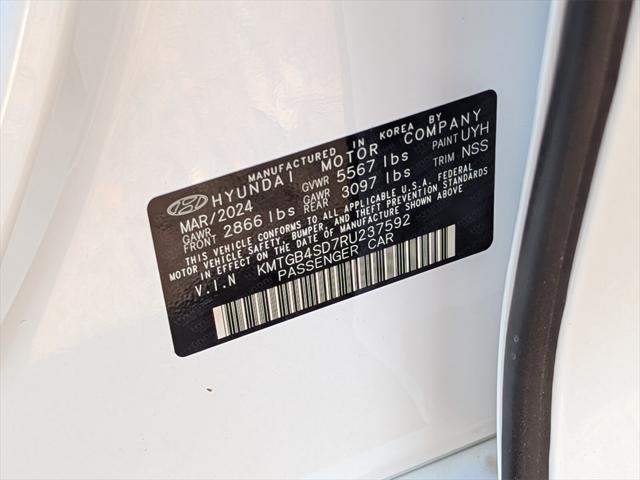 MANUFACTURED IN KOREA BY
HYUNDAI MOTOR COMPANY
MAR/2024 GVWR 5567 lbs PAINT UYH
GAWR FRONT 2866 lbs GAWR REAR 3097 lbs TRIM NSS
THIS VEHICLE CONFORMS TO ALL APPLICABLE U.S.A. FEDERAL
MOTOR VEHICLE SAFETY, BUMPER, AND THEFT PREVENTION STANDARDS
IN EFFECT ON THE DATE OF MANUFACTURE SHOWN ABOVE.
V.I.N KMTGB4SD7RU237592
PASSENGER CAR